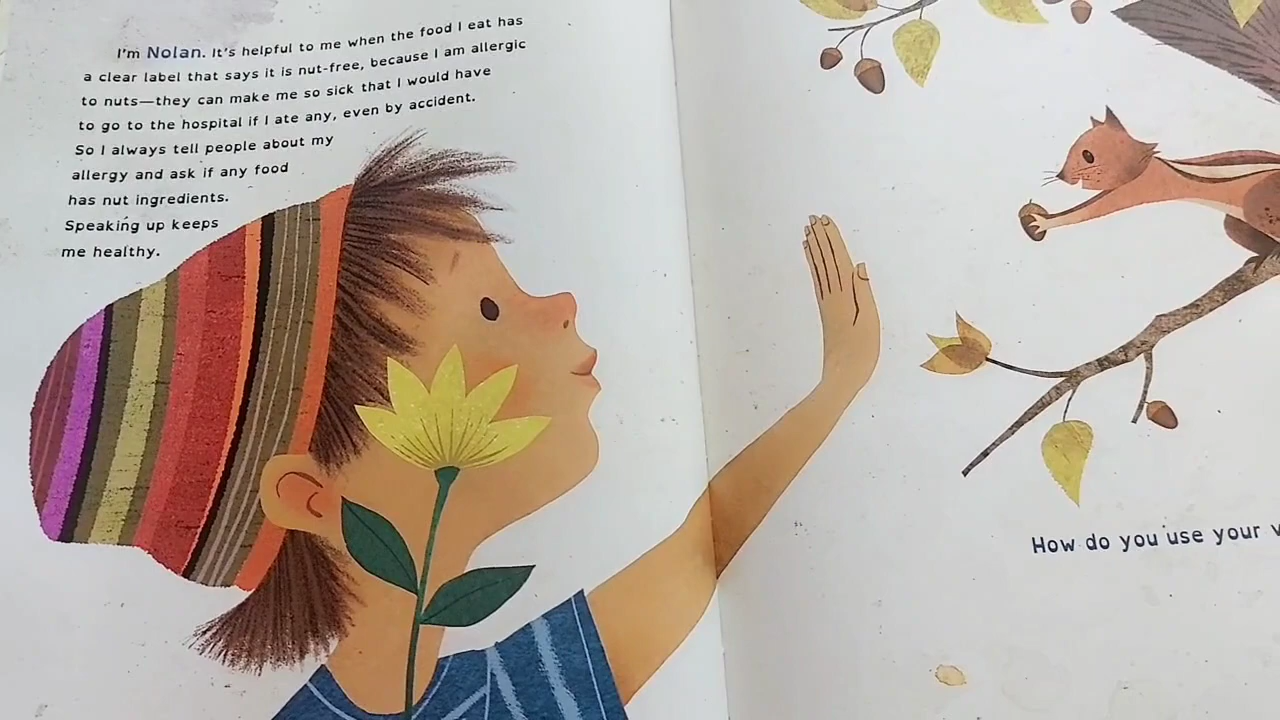 I'm Nolan. It's helpful to me when the food I eat has
a clear label that says it is nut-free, because I am allergic
to nuts—they can make me so sick that I would have
to go to the hospital if I ate any, even by accident.
So I always tell people about my
allergy and ask if any food
has nut ingredients.
Speaking up keeps
me healthy.
How do you use your